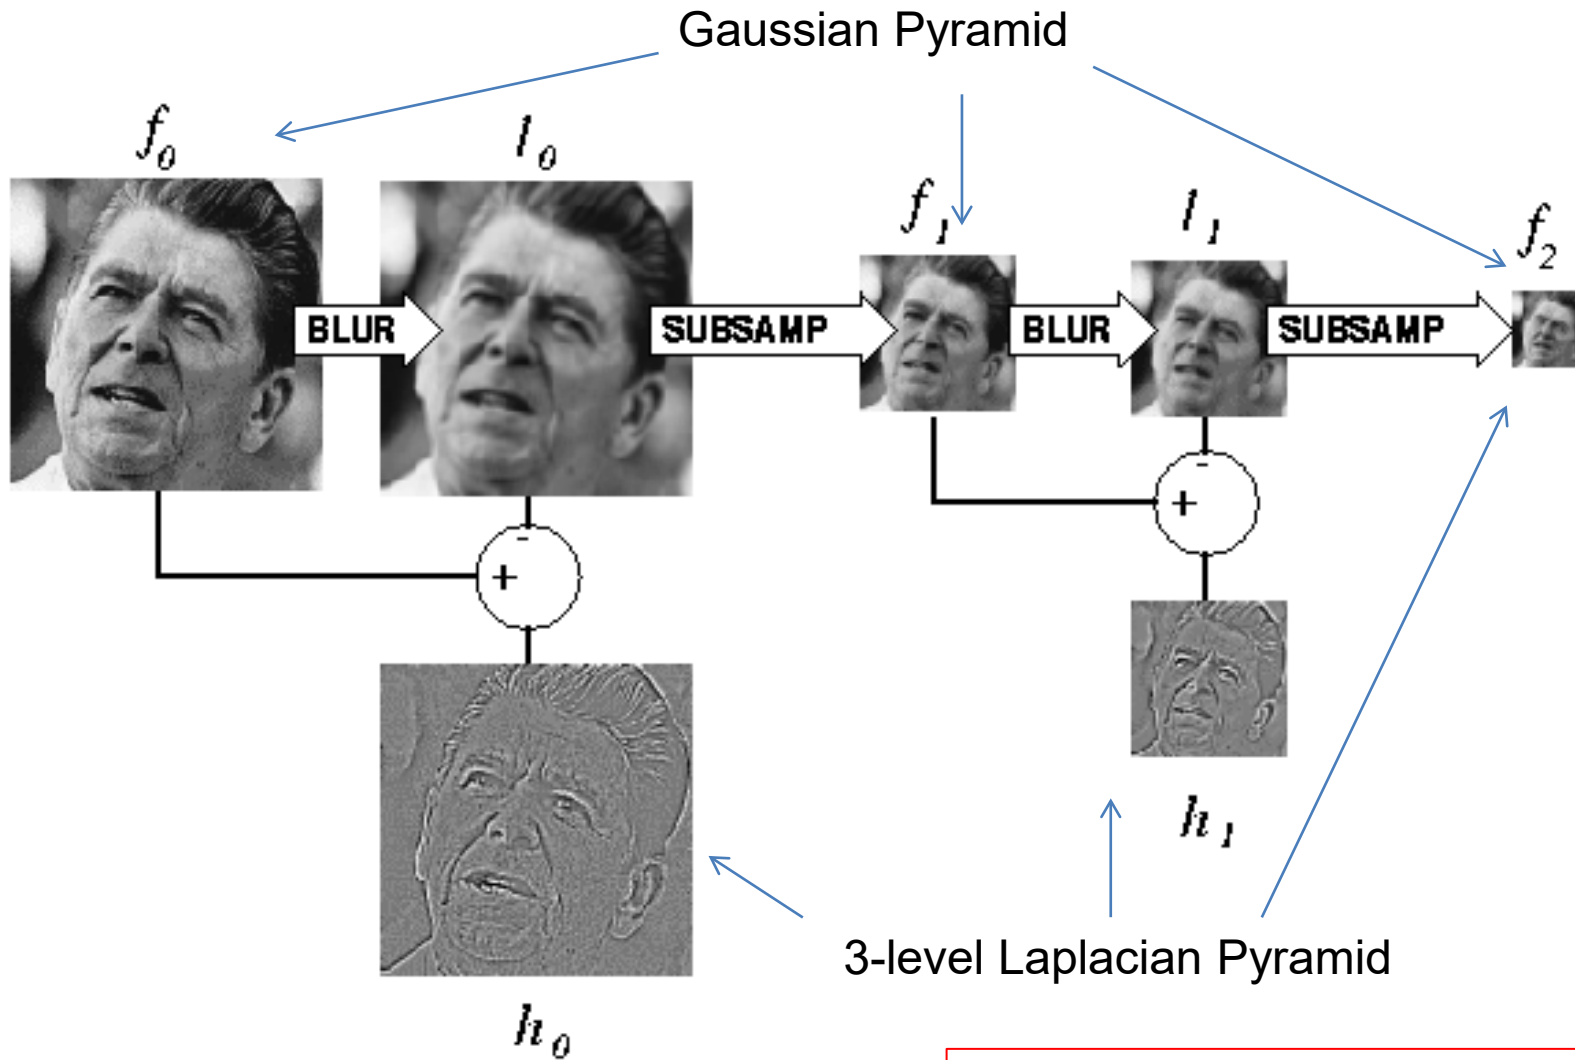 Gaussian Pyramid
f0 l0 f1 l1 f2
BLUR SUBSAMP BLUR SUBSAMP
-
+
-
+
h1
3-level Laplacian Pyramid
h0